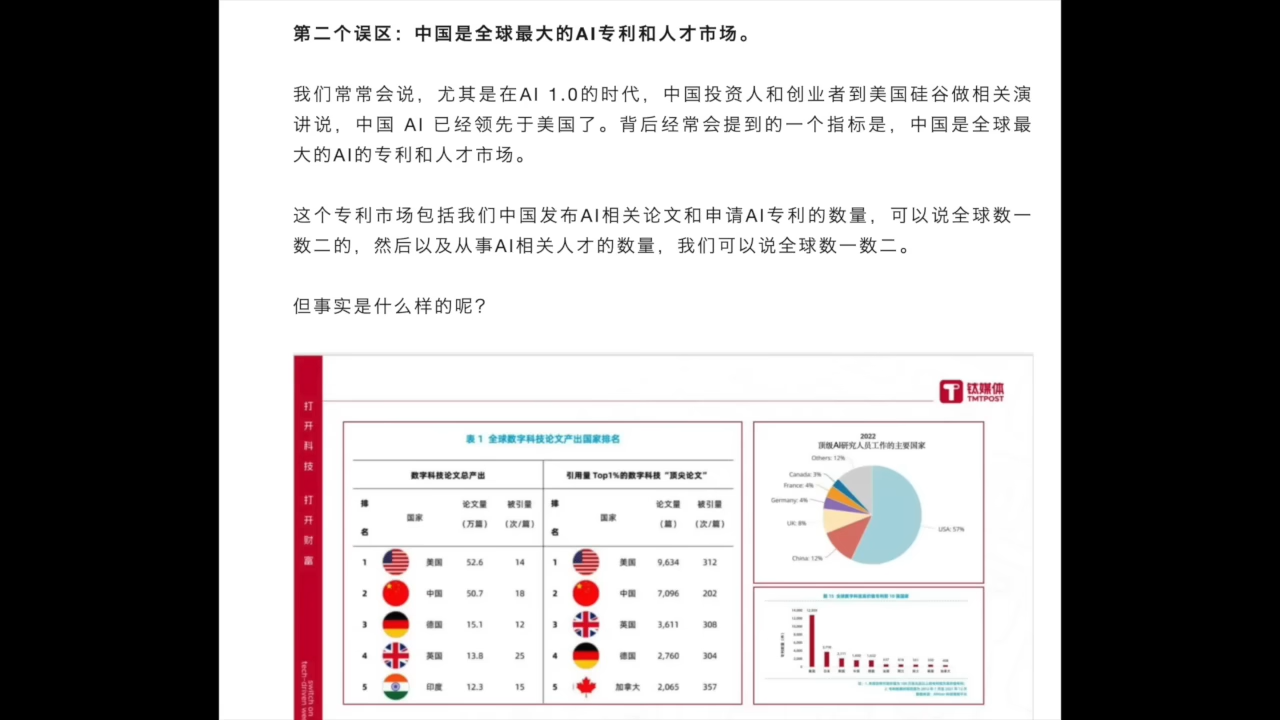 第二个误区：中国是全球最大的AI专利和人才市场。
我们常常会说，尤其是在AI 1.0的时代，中国投资人和创业者到美国硅谷做相关演
讲说，中国 AI 已经领先于美国了。背后经常会提到的一个指标是，中国是全球最
大的AI的专利和人才市场。
这个专利市场包括我们中国发布AI相关论文和申请AI专利的数量，可以说全球数一
数二的，然后以及从事AI相关人才的数量，我们可以说全球数一数二。
但事实是什么样的呢？
打开科技 打开财富
switch on
tech-driven
钛媒体
TMTPOST
表 1 全球数字科技论文产出国家排名
数字科技论文总产出 引用量 Top1%的数字科技“顶尖论文”
排名 国家 论文量（万篇） 被引量（次/篇） 排名 国家 论文量（篇） 被引量（次/篇）
1 美国 52.6 14 1 美国 9,634 312
2 中国 50.7 18 2 中国 7,096 202
3 德国 15.1 12 3 英国 3,611 308
4 英国 13.8 25 4 德国 2,760 304
5 印度 12.3 15 5 加拿大 2,065 357
2022
顶级AI研究人员工作的主要国家
Others: 12%
Canada: 3%
France: 4%
Germany: 4%
UK: 8%
China: 12%
USA: 57%